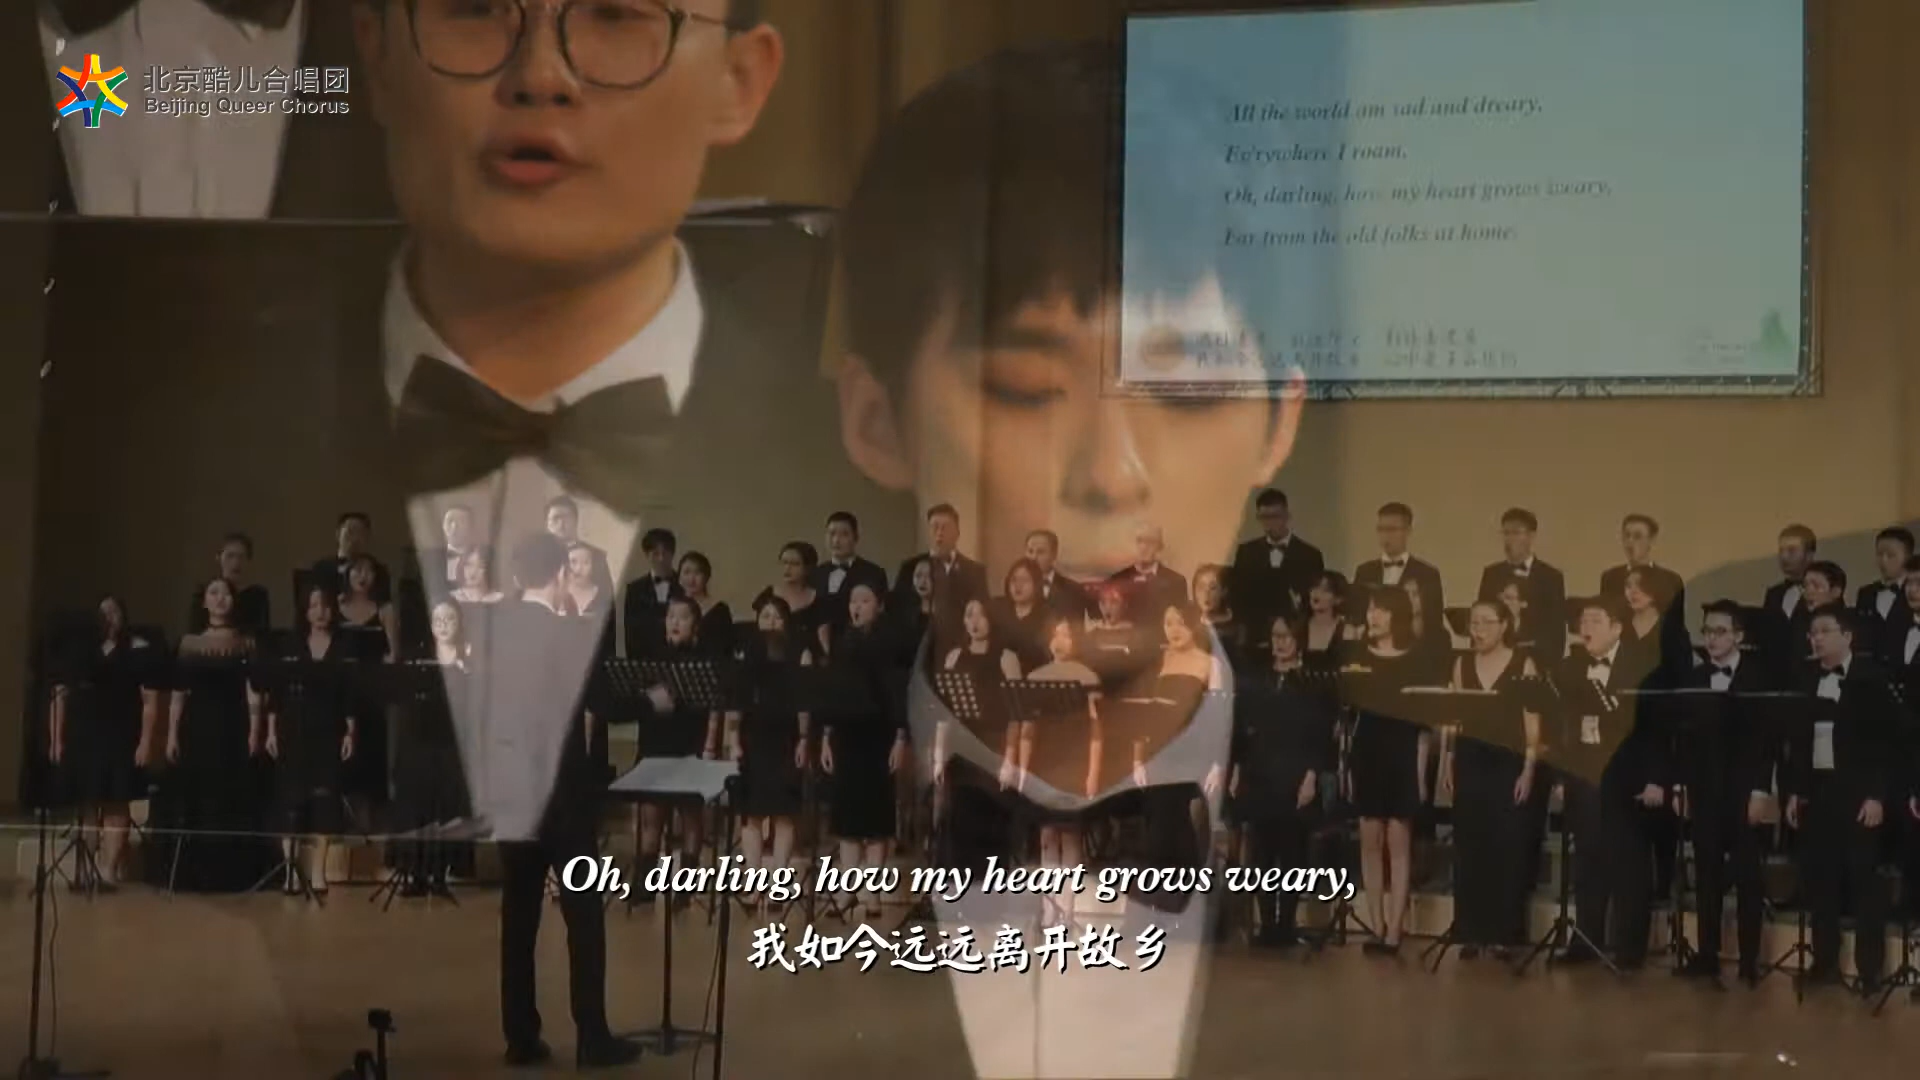 北京酷儿合唱团
Beijing Queer Chorus
All the world am sad and dreary,
Ev'rywhere I roam.
Oh, darling, how my heart grows weary,
Far from the old folks at home.
Oh, darling, how my heart grows weary,
我如今远远离开故乡